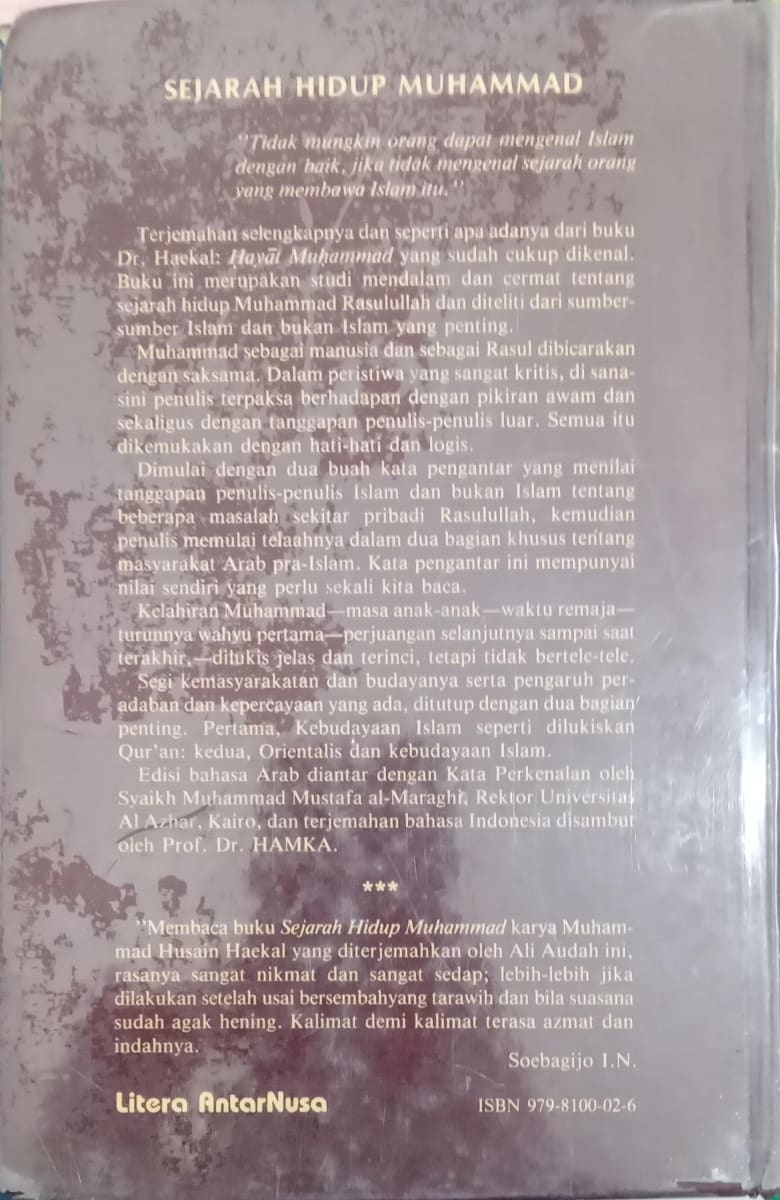 SEJARAH HIDUP MUHAMMAD
"Tidak mungkin orang dapat mengenal Islam
dengan baik, jika tidak mengenal sejarah orang
yang membawa Islam itu."
Terjemahan selengkapnya dan seperti apa adanya dari buku
Dr. Haekal: Ḥayāt Muḥammad yang sudah cukup dikenal.
Buku ini merupakan studi mendalam dan cermat tentang
sejarah hidup Muhammad Rasulullah dan diteliti dari sumber-
sumber Islam dan bukan Islam yang penting.
Muhammad sebagai manusia dan sebagai Rasul dibicarakan
dengan saksama. Dalam peristiwa yang sangat kritis, di sana-
sini penulis terpaksa berhadapan dengan pikiran awam dan
sekaligus dengan tanggapan penulis-penulis luar. Semua itu
dikemukakan dengan hati-hati dan logis.
Dimulai dengan dua buah kata pengantar yang menilai
tanggapan penulis-penulis Islam dan bukan Islam tentang
beberapa masalah sekitar pribadi Rasulullah, kemudian
penulis memulai telaahnya dalam dua bagian khusus tentang
masyarakat Arab pra-Islam. Kata pengantar ini mempunyai
nilai sendiri yang perlu sekali kita baca.
Kelahiran Muhammad—masa anak-anak—waktu remaja—
turunnya wahyu pertama—perjuangan selanjutnya sampai saat
terakhir,—dilukis jelas dan terinci, tetapi tidak bertele-tele.
Segi kemasyarakatan dan budayanya serta pengaruh per-
adaban dan kepercayaan yang ada, ditutup dengan dua bagian
penting. Pertama, Kebudayaan Islam seperti dilukiskan
Qur'an: kedua, Orientalis dan kebudayaan Islam.
Edisi bahasa Arab diantar dengan Kata Perkenalan oleh
Syaikh Muhammad Mustafa al-Maraghi, Rektor Universitas
Al Azhar, Kairo, dan terjemahan bahasa Indonesia disambut
oleh Prof. Dr. HAMKA.
***
"Membaca buku Sejarah Hidup Muhammad karya Muham-
mad Husain Haekal yang diterjemahkan oleh Ali Audah ini,
rasanya sangat nikmat dan sangat sedap; lebih-lebih jika
dilakukan setelah usai bersembahyang tarawih dan bila suasana
sudah agak hening. Kalimat demi kalimat terasa azmat dan
indahnya.
Soebagijo I.N.
Litera AntarNusa
ISBN 979-8100-02-6